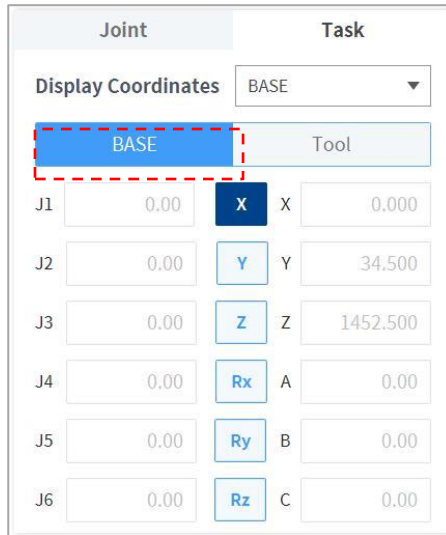 Joint Task
Display Coordinates BASE
BASE Tool
J1 0.00 X X 0.000
J2 0.00 Y Y 34.500
J3 0.00 Z Z 1452.500
J4 0.00 Rx A 0.00
J5 0.00 Ry B 0.00
J6 0.00 Rz C 0.00